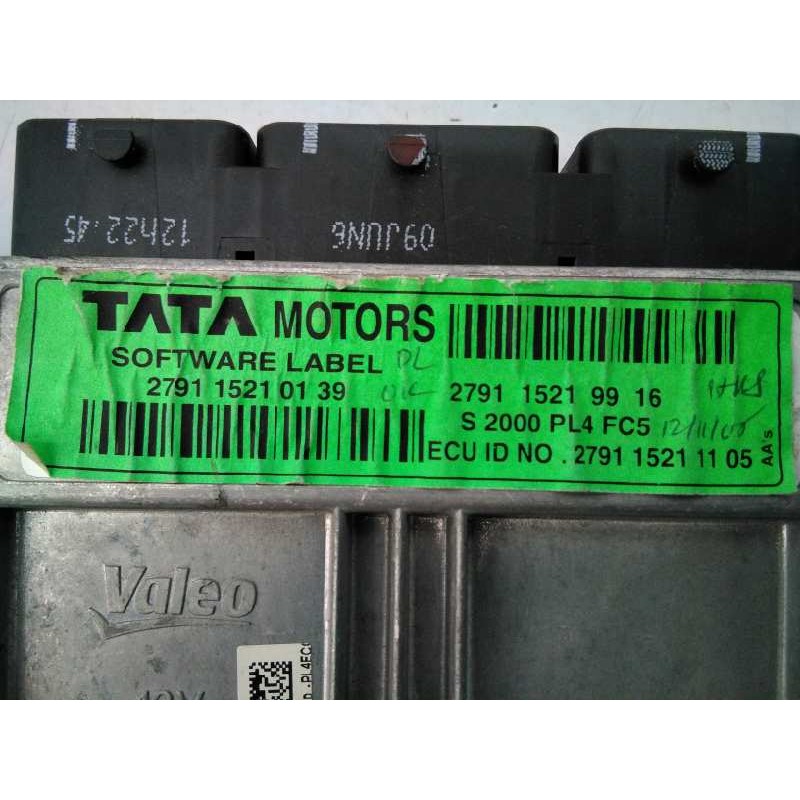 12h22.45
09JUN6
TATA MOTORS
SOFTWARE LABEL
2791 1521 01 39
2791 1521 99 16
S 2000 PL4 FC5
ECU ID NO . 2791 1521 11 05
AA's
Valeo
12V